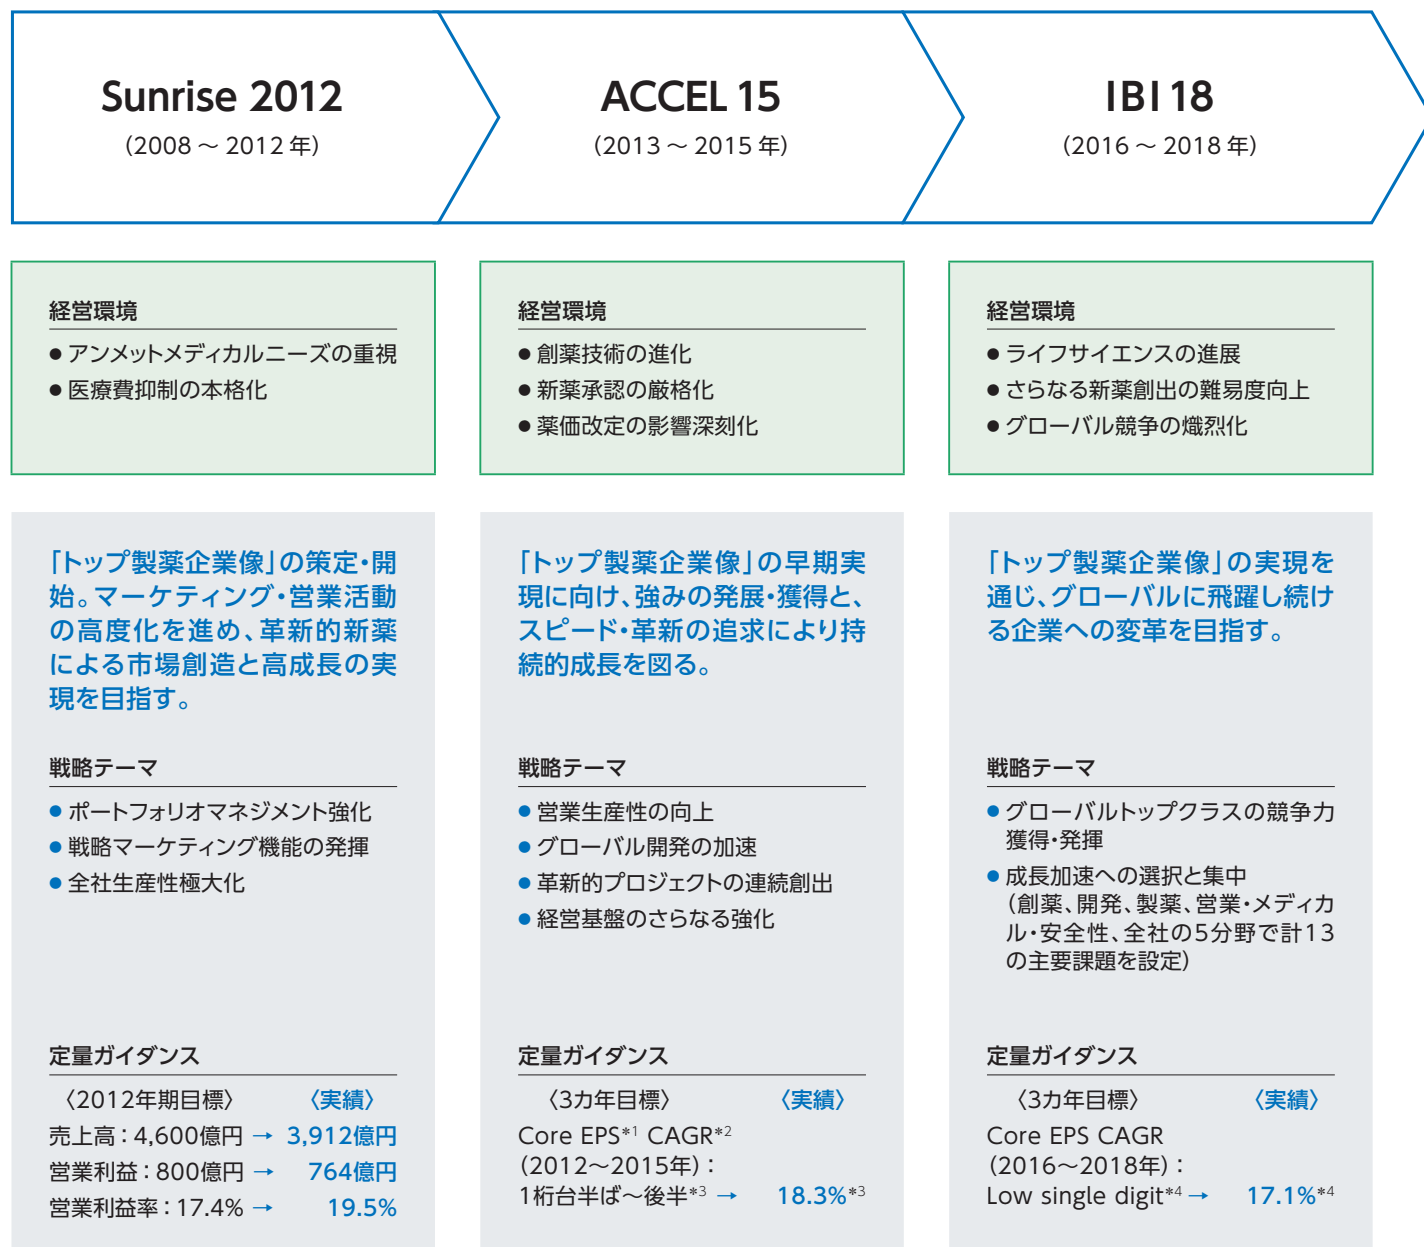 Sunrise 2012
（2008 ～ 2012 年）
ACCEL 15
（2013 ～ 2015 年）
IBI 18
（2016 ～ 2018 年）
経営環境
● アンメットメディカルニーズの重視
● 医療費抑制の本格化
経営環境
● 創薬技術の進化
● 新薬承認の厳格化
● 薬価改定の影響深刻化
経営環境
● ライフサイエンスの進展
● さらなる新薬創出の難易度向上
● グローバル競争の熾烈化
「トップ製薬企業像」の策定・開
始。マーケティング・営業活動
の高度化を進め、革新的新薬
による市場創造と高成長の実
現を目指す。
戦略テーマ
● ポートフォリオマネジメント強化
● 戦略マーケティング機能の発揮
● 全社生産性極大化
定量ガイダンス
〈2012年期目標〉 〈実績〉
売上高：4,600億円 → 3,912億円
営業利益：800億円 → 764億円
営業利益率：17.4% → 19.5%
「トップ製薬企業像」の早期実
現に向け、強みの発展・獲得と、
スピード・革新の追求により持
続的成長を図る。
戦略テーマ
● 営業生産性の向上
● グローバル開発の加速
● 革新的プロジェクトの連続創出
● 経営基盤のさらなる強化
定量ガイダンス
〈3カ年目標〉 〈実績〉
Core EPS*1 CAGR*2
（2012～2015年）：
1桁台半ば～後半*3 → 18.3%*3
「トップ製薬企業像」の実現を
通じ、グローバルに飛躍し続け
る企業への変革を目指す。
戦略テーマ
● グローバルトップクラスの競争力
獲得・発揮
● 成長加速への選択と集中
（創薬、開発、製薬、営業・メディカ
ル・安全性、全社の5分野で計13
の主要課題を設定）
定量ガイダンス
〈3カ年目標〉 〈実績〉
Core EPS CAGR
（2016～2018年）：
Low single digit*4 → 17.1%*4